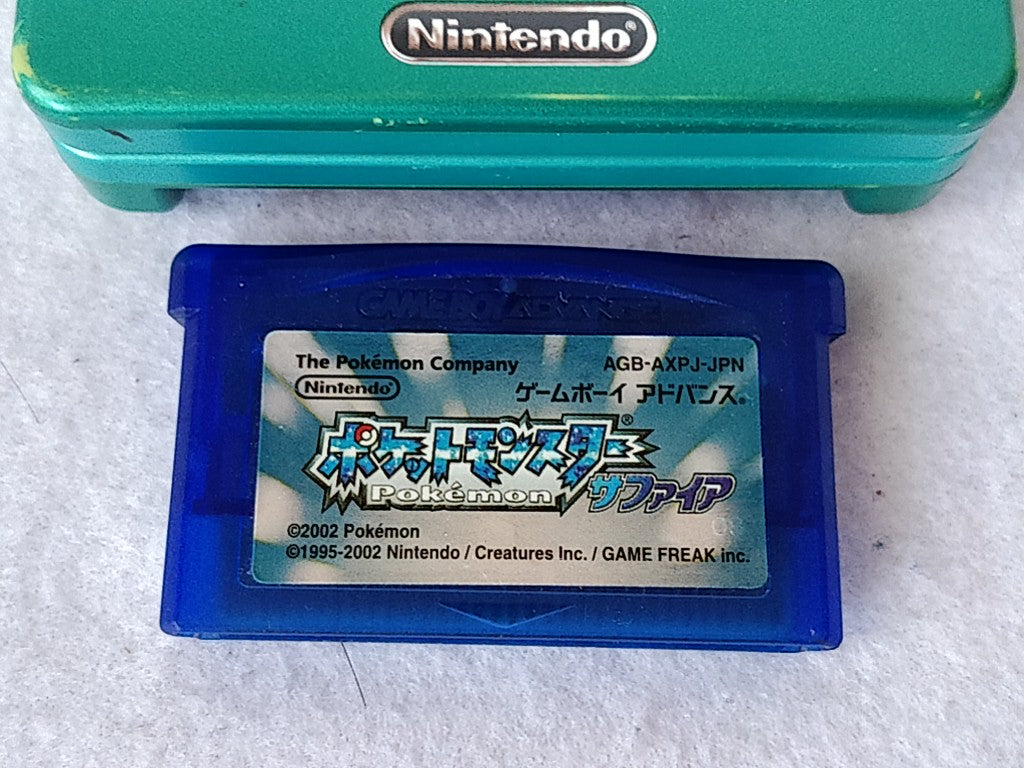 Nintendo®
GAME BOY ADVANCE
The Pokémon Company AGB-AXPJ-JPN
Nintendo® ゲームボーイ アドバンス®
ポケットモンスター®
Pokémon サファイア
©2002 Pokémon
©1995-2002 Nintendo / Creatures Inc. / GAME FREAK inc.